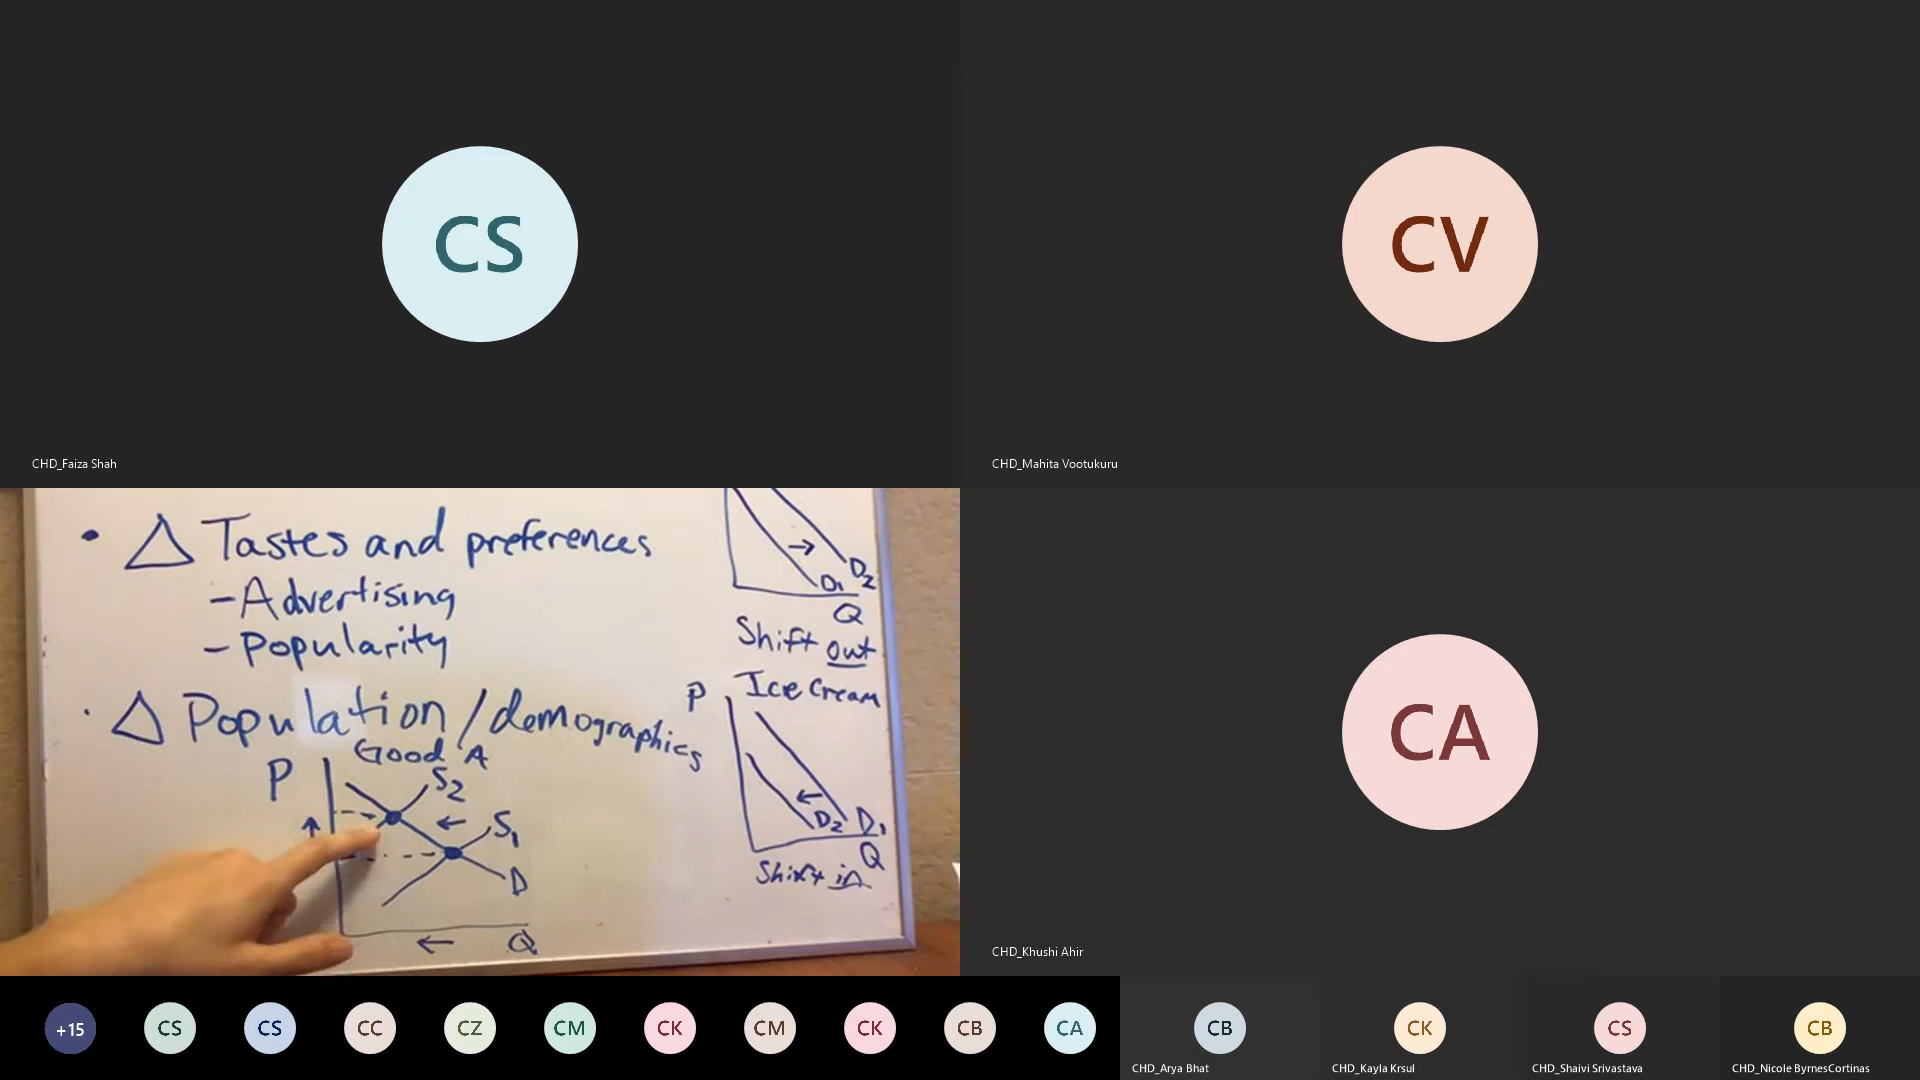 CS
CHD_Faiza Shah
CV
CHD_Mahita Vootukuru
• △ Tastes and preferences
- Advertising
- Popularity
D1
D2
Q
Shift out
• △ Population / demographics
P
Ice Cream
D2
D1
Q
Shift in
Good A
P
S2
S1
D
Q
CA
CHD_Khushi Ahir
+15
CS
CS
CC
CZ
CM
CK
CM
CK
CB
CA
CB
CHD_Arya Bhat
CK
CHD_Kayla Krsul
CS
CHD_Shaivi Srivastava
CB
CHD_Nicole ByrnesCortinas